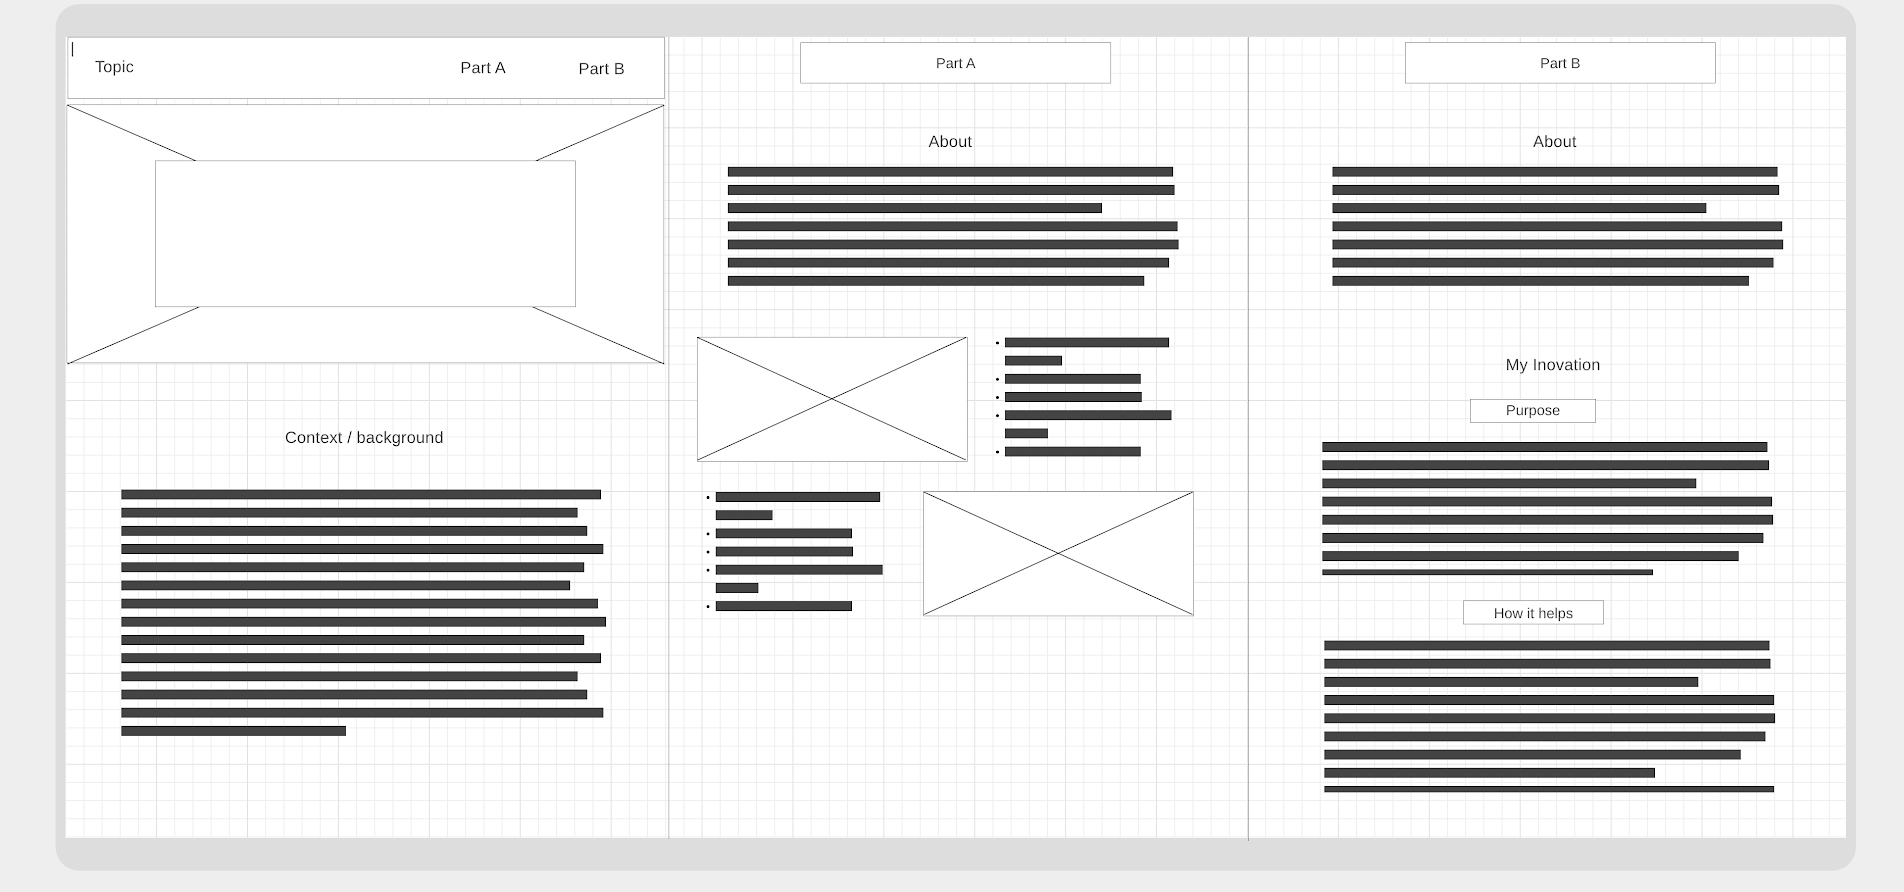 Topic
Part A
Part B
Context / background
Part A
About
Part B
About
My Inovation
Purpose
How it helps